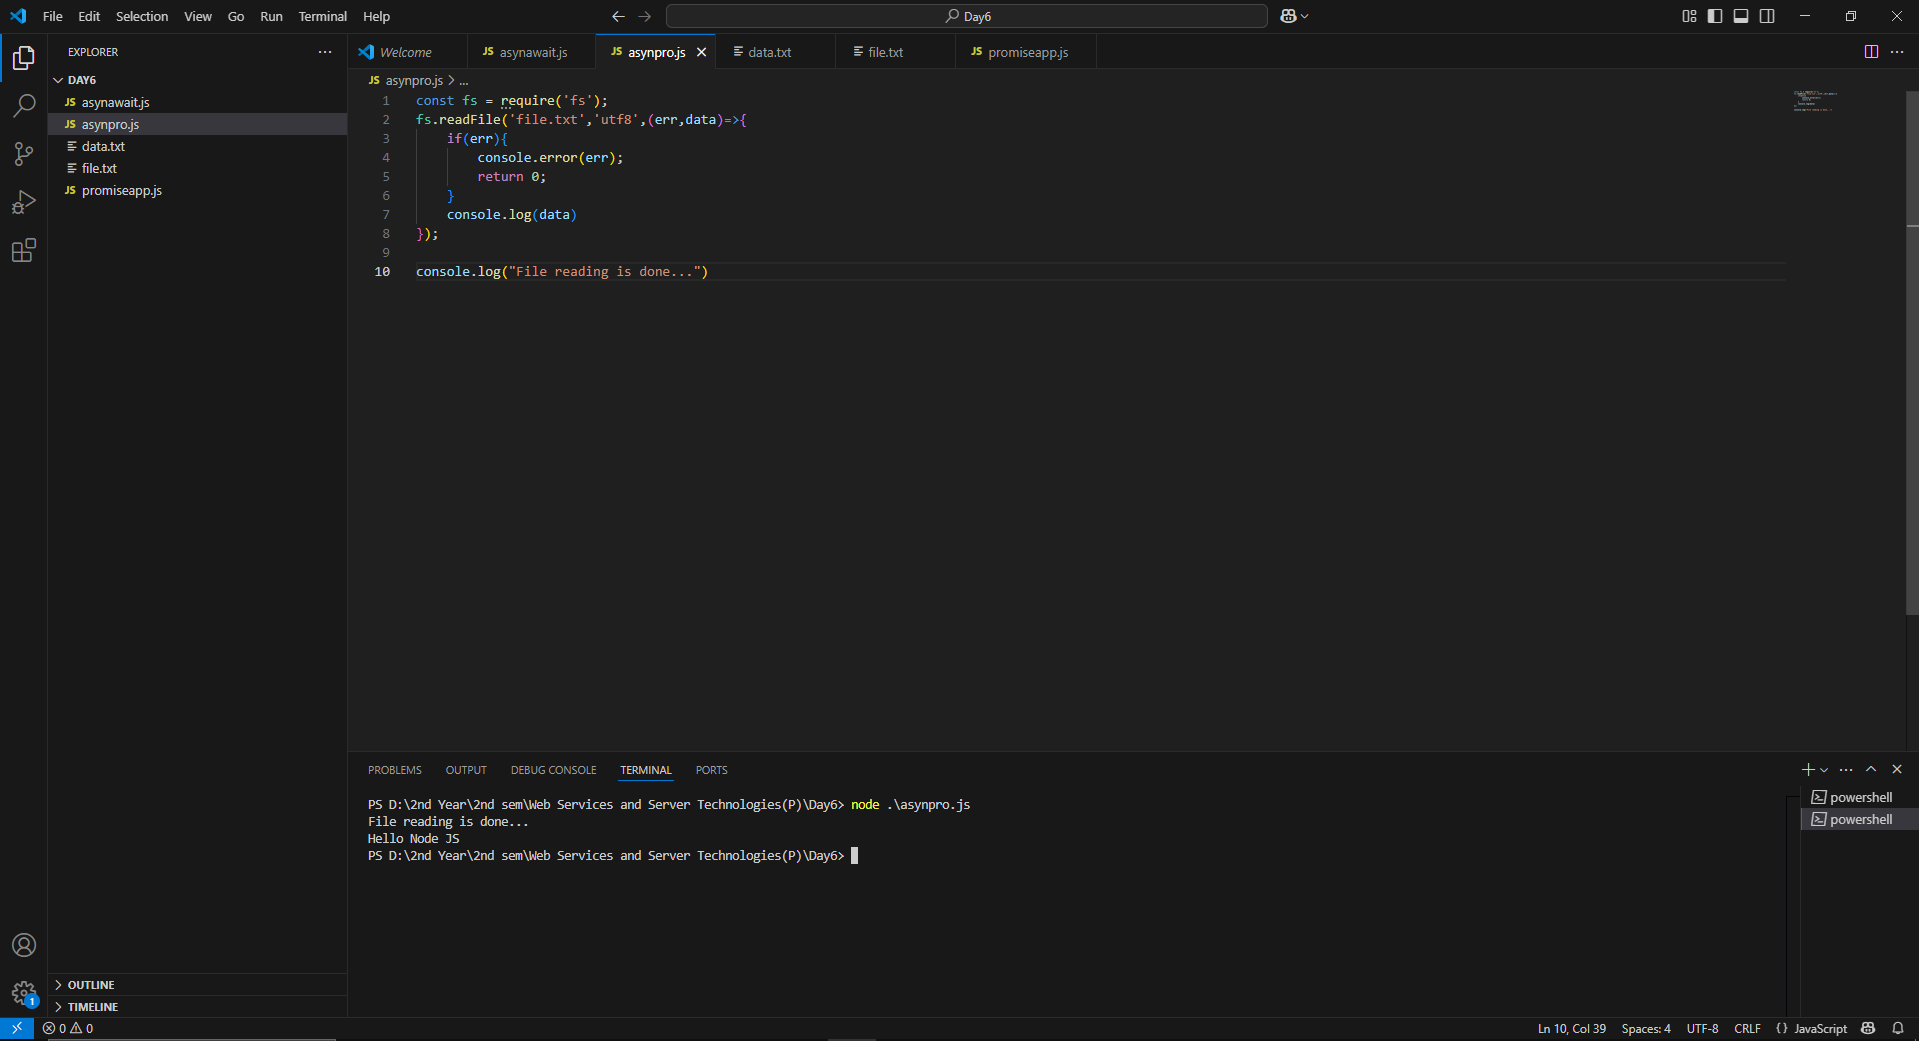 File Edit Selection View Go Run Terminal Help
Day6
EXPLORER
DAY6
JS asynawait.js
JS asynpro.js
data.txt
file.txt
JS promiseapp.js
OUTLINE
TIMELINE
Welcome JS asynawait.js JS asynpro.js data.txt file.txt JS promiseapp.js
JS asynpro.js > ...
1 const fs = require('fs');
2 fs.readFile('file.txt','utf8',(err,data)=>{
3 if(err){
4 console.error(err);
5 return 0;
6 }
7 console.log(data)
8 });
9
10 console.log("File reading is done...")
PROBLEMS OUTPUT DEBUG CONSOLE TERMINAL PORTS
PS D:\2nd Year\2nd sem\Web Services and Server Technologies(P)\Day6> node .\asynpro.js
File reading is done...
Hello Node JS
PS D:\2nd Year\2nd sem\Web Services and Server Technologies(P)\Day6>
powershell
powershell
1
0 0
Ln 10, Col 39 Spaces: 4 UTF-8 CRLF {} JavaScript